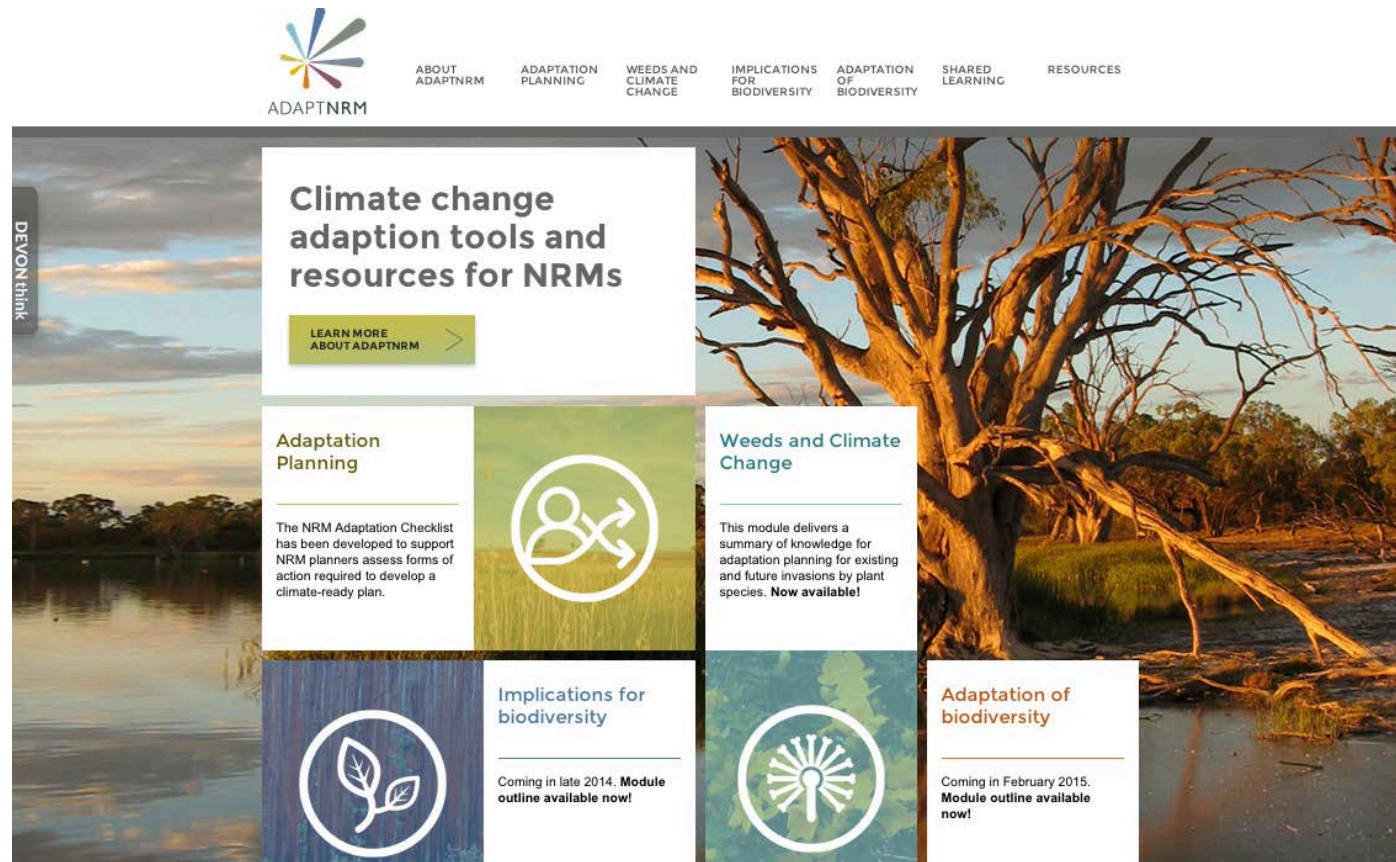 ADAPTNRM
ABOUT
ADAPTNRM
ADAPTATION
PLANNING
WEEDS AND
CLIMATE
CHANGE
IMPLICATIONS
FOR
BIODIVERSITY
ADAPTATION
OF
BIODIVERSITY
SHARED
LEARNING
RESOURCES
DEVONthink
Climate change
adaption tools and
resources for NRMs
LEARN MORE
ABOUT ADAPTNRM
Adaptation
Planning
The NRM Adaptation Checklist
has been developed to support
NRM planners assess forms of
action required to develop a
climate-ready plan.
Weeds and Climate
Change
This module delivers a
summary of knowledge for
adaptation planning for existing
and future invasions by plant
species. Now available!
Implications for
biodiversity
Coming in late 2014. Module
outline available now!
Adaptation of
biodiversity
Coming in February 2015.
Module outline available
now!